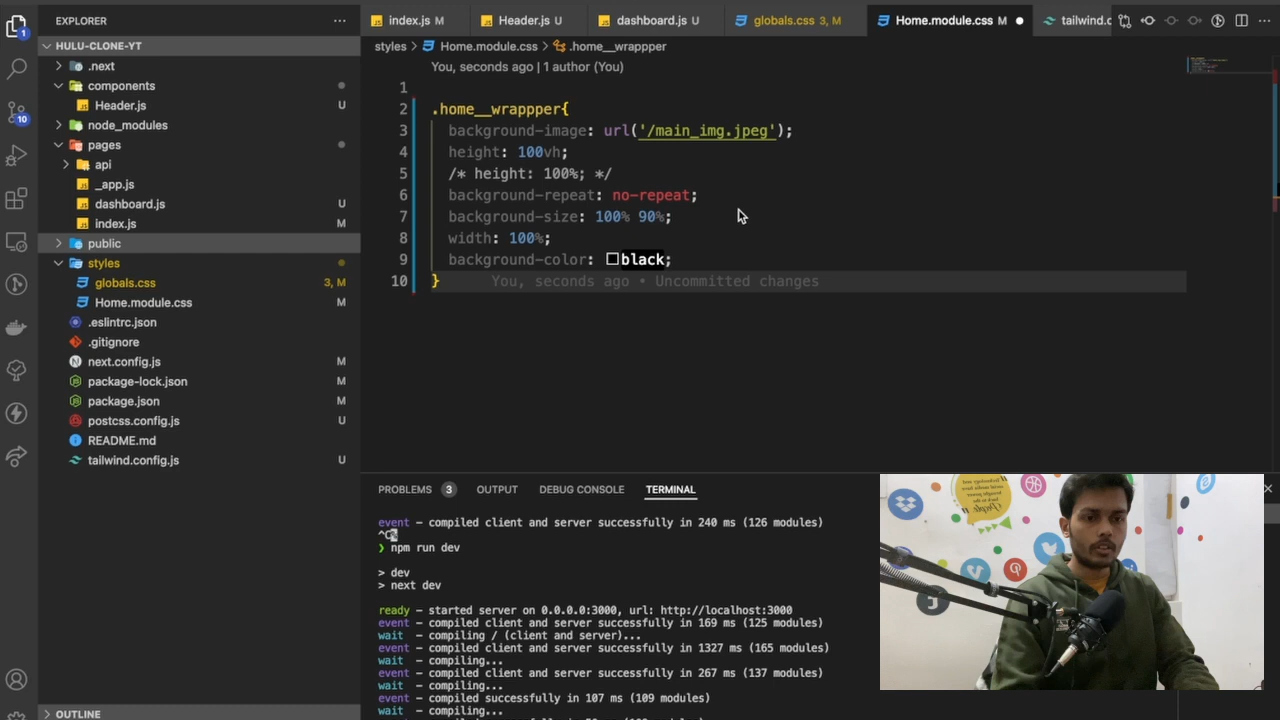 EXPLORER
HULU-CLONE-YT
.next
components
Header.js U
node_modules
pages
api
_app.js
dashboard.js U
index.js M
public
styles
globals.css 3, M
Home.module.css M
.eslintrc.json
.gitignore
next.config.js M
package-lock.json M
package.json M
postcss.config.js U
README.md
tailwind.config.js U
OUTLINE
1
10
index.js M
Header.js U
dashboard.js U
globals.css 3, M
Home.module.css M
tailwind.c
styles > Home.module.css > .home__wrappper
You, seconds ago | 1 author (You)
1
2 .home__wrappper{
3 background-image: url('/main_img.jpeg');
4 height: 100vh;
5 /* height: 100%; */
6 background-repeat: no-repeat;
7 background-size: 100% 90%;
8 width: 100%;
9 background-color: black;
10 } You, seconds ago • Uncommitted changes
PROBLEMS 3 OUTPUT DEBUG CONSOLE TERMINAL
event - compiled client and server successfully in 240 ms (126 modules)
^C
❯ npm run dev
> dev
> next dev
ready - started server on 0.0.0.0:3000, url: http://localhost:3000
event - compiled client and server successfully in 169 ms (125 modules)
wait - compiling / (client and server)...
event - compiled client and server successfully in 1327 ms (165 modules)
wait - compiling...
event - compiled client and server successfully in 267 ms (137 modules)
wait - compiling...
event - compiled successfully in 107 ms (109 modules)
wait - compiling...